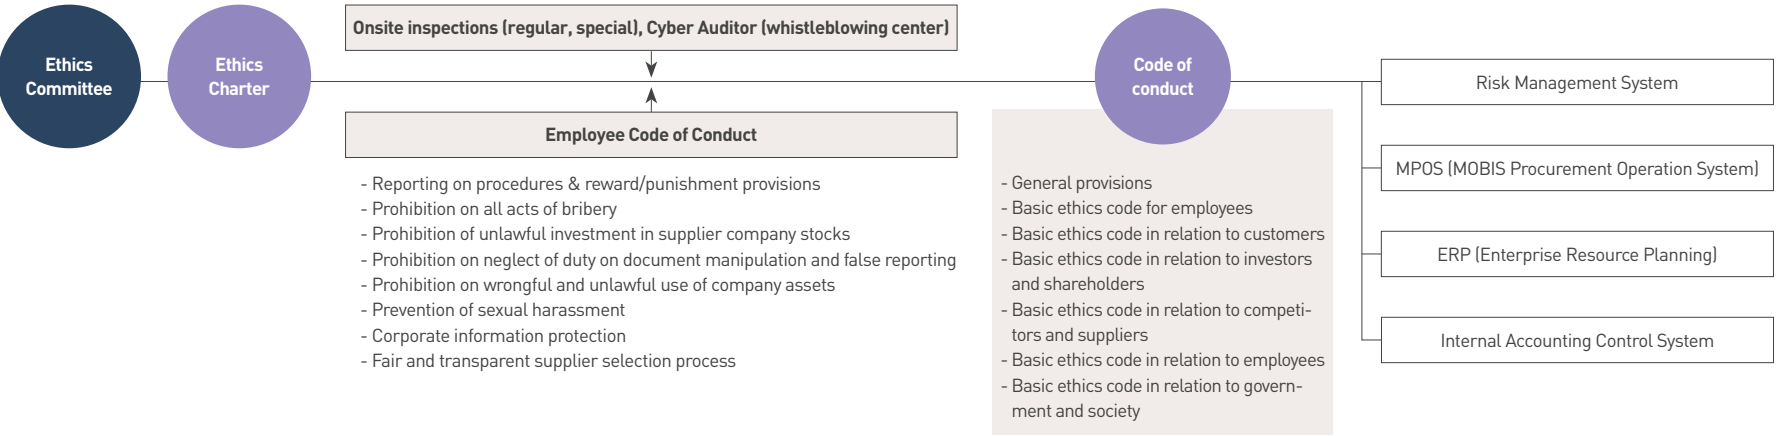 Ethics
Committee
Ethics
Charter
Onsite inspections (regular, special), Cyber Auditor (whistleblowing center)
Employee Code of Conduct
- Reporting on procedures & reward/punishment provisions
- Prohibition on all acts of bribery
- Prohibition of unlawful investment in supplier company stocks
- Prohibition on neglect of duty on document manipulation and false reporting
- Prohibition on wrongful and unlawful use of company assets
- Prevention of sexual harassment
- Corporate information protection
- Fair and transparent supplier selection process
Code of
conduct
- General provisions
- Basic ethics code for employees
- Basic ethics code in relation to customers
- Basic ethics code in relation to investors
and shareholders
- Basic ethics code in relation to competi-
tors and suppliers
- Basic ethics code in relation to employees
- Basic ethics code in relation to govern-
ment and society
Risk Management System
MPOS (MOBIS Procurement Operation System)
ERP (Enterprise Resource Planning)
Internal Accounting Control System